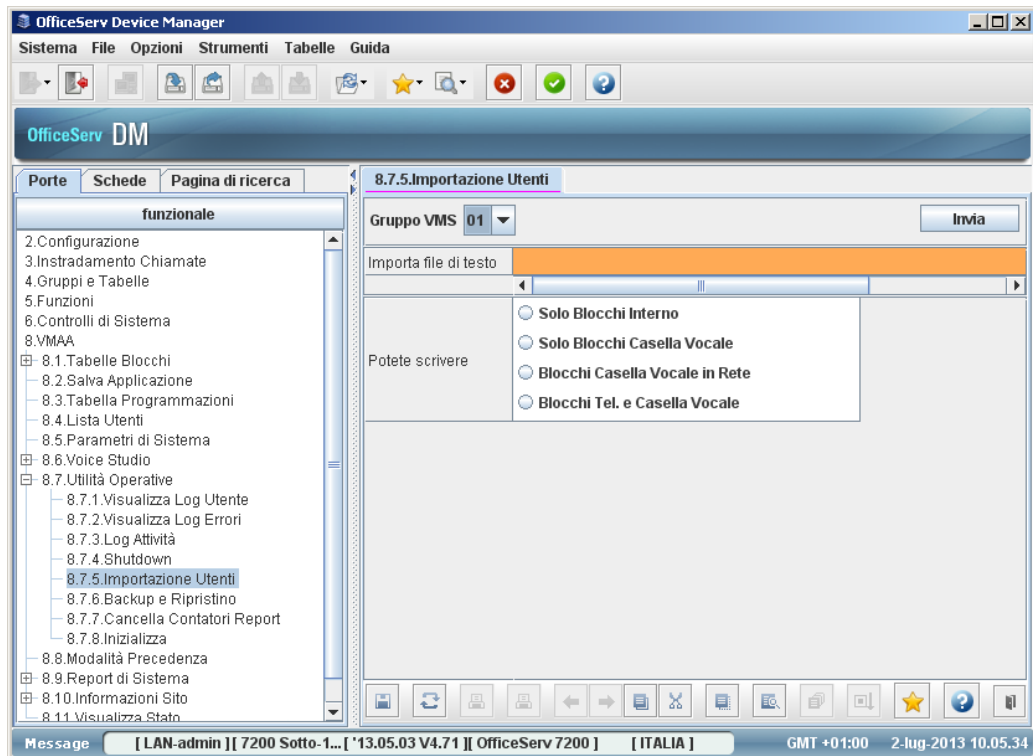 OfficeServ Device Manager
Sistema File Opzioni Strumenti Tabelle Guida
OfficeServ DM
Porte Schede Pagina di ricerca
funzionale
2.Configurazione
3.Instradamento Chiamate
4.Gruppi e Tabelle
5.Funzioni
6.Controlli di Sistema
8.VMAA
8.1.Tabelle Blocchi
8.2.Salva Applicazione
8.3.Tabella Programmazioni
8.4.Lista Utenti
8.5.Parametri di Sistema
8.6.Voice Studio
8.7.Utilità Operative
8.7.1.Visualizza Log Utente
8.7.2.Visualizza Log Errori
8.7.3.Log Attività
8.7.4.Shutdown
8.7.5.Importazione Utenti
8.7.6.Backup e Ripristino
8.7.7.Cancella Contatori Report
8.7.8.Inizializza
8.8.Modalità Precedenza
8.9.Report di Sistema
8.10.Informazioni Sito
8.11.Visualizza Stato
8.7.5.Importazione Utenti
Gruppo VMS 01 Invia
Importa file di testo
Potete scrivere
Solo Blocchi Interno
Solo Blocchi Casella Vocale
Blocchi Casella Vocale in Rete
Blocchi Tel. e Casella Vocale
Message [ LAN-admin ][ 7200 Sotto-1... [ '13.05.03 V4.71 ][ OfficeServ 7200 ] [ ITALIA ] GMT +01:00 2-lug-2013 10.05.34